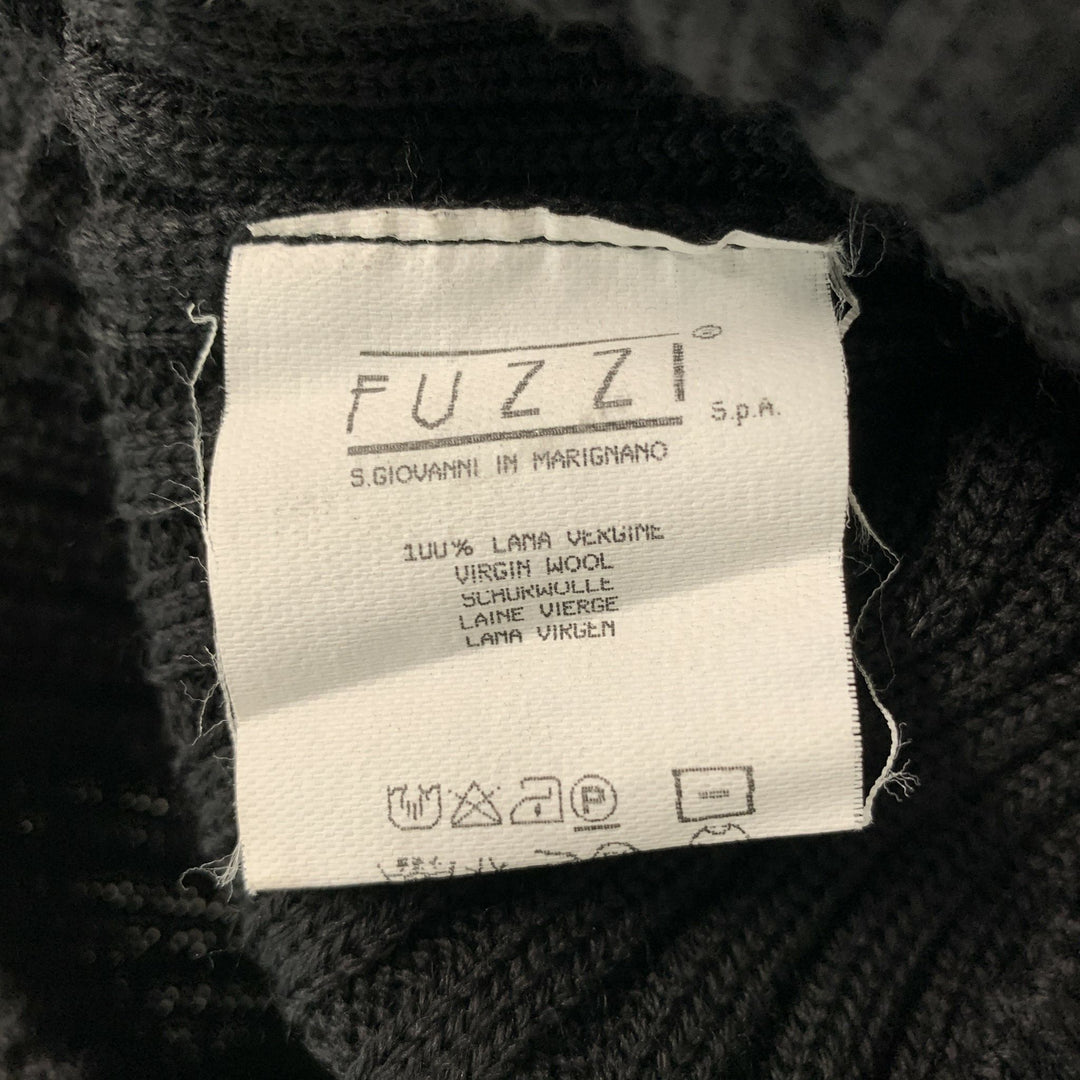 FUZZI
S.p.A.
S.GIOVANNI IN MARIGNANO
100% LANA VERGINE
VIRGIN WOOL
SCHURWOLLE
LAINE VIERGE
LANA VIRGEN
P